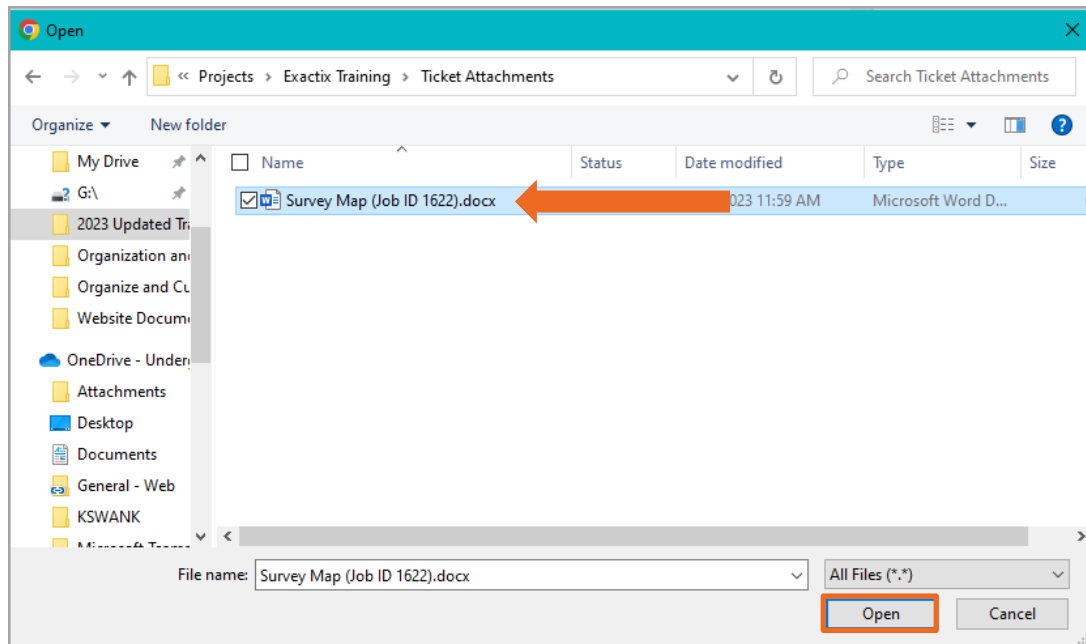 Open
« Projects > Exactix Training > Ticket Attachments
Search Ticket Attachments
Organize
New folder
?
Name
Status
Date modified
Type
Size
My Drive
G:\
2023 Updated Tr
Organization an
Organize and Cu
Website Docum
OneDrive - Under
Attachments
Desktop
Documents
General - Web
KSWANK
Survey Map (Job ID 1622).docx
023 11:59 AM
Microsoft Word D...
File name:
Survey Map (Job ID 1622).docx
All Files (*.*)
Open
Cancel